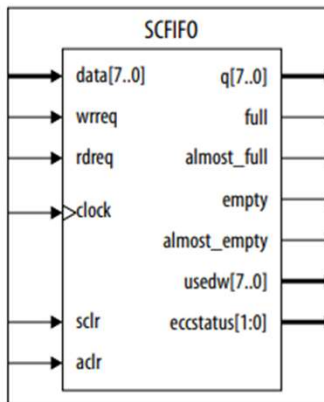 SCFIFO
data[7..0]
q[7..0]
wrreq
full
rdreq
almost_full
clock
empty
almost_empty
usedw[7..0]
sclr
eccstatus[1:0]
aclr